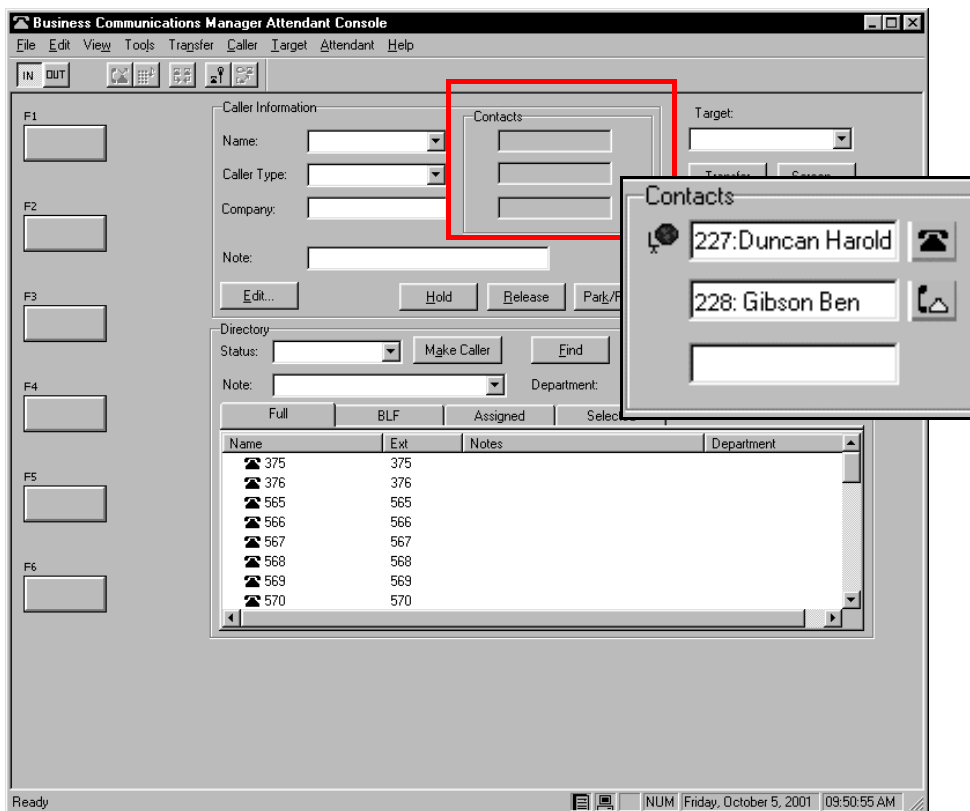 Business Communications Manager Attendant Console
File Edit View Tools Transfer Caller Target Attendant Help
IN OUT
F1
F2
F3
F4
F5
F6
Caller Information
Name:
Caller Type:
Company:
Note:
Edit... Hold Release
Contacts
Target:
Transfer Screen
Contacts
227:Duncan Harold
228: Gibson Ben
Directory
Status: Make Caller Find
Note: Department:
Full BLF Assigned
Name Ext Notes Department
375 375
376 376
565 565
566 566
567 567
568 568
569 569
570 570
Ready NUM Friday, October 5, 2001 09:50:55 AM